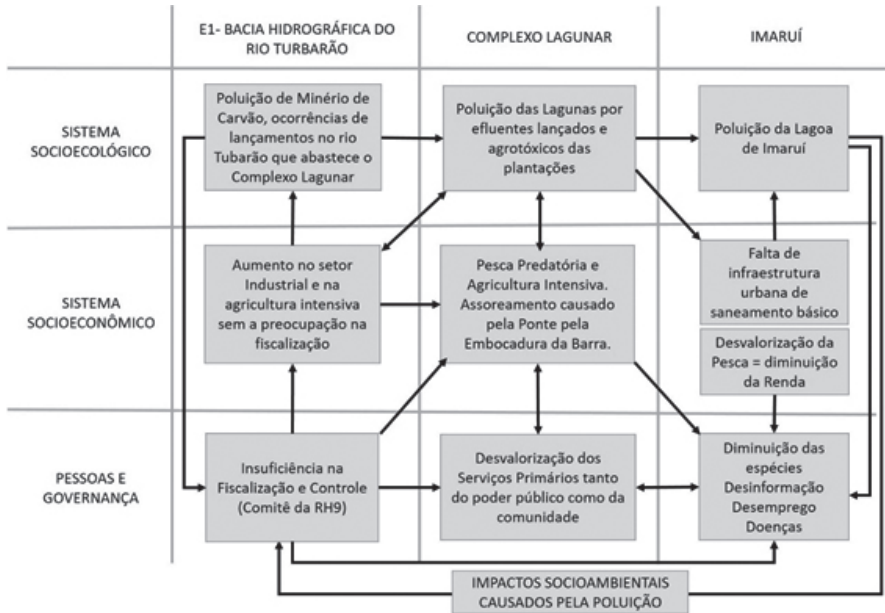 E1- BACIA HIDROGRÁFICA DO
RIO TURBARÃO
COMPLEXO LAGUNAR
IMARUÍ
SISTEMA
SOCIOECOLÓGICO
Poluição de Minério de
Carvão, ocorrências de
lançamentos no rio
Tubarão que abastece o
Complexo Lagunar
Poluição das Lagunas por
efluentes lançados e
agrotóxicos das
plantações
Poluição da Lagoa
de Imaruí
SISTEMA
SOCIOECONÔMICO
Aumento no setor
Industrial e na
agricultura intensiva
sem a preocupação na
fiscalização
Pesca Predatória e
Agricultura Intensiva.
Assoreamento causado
pela Ponte pela
Embocadura da Barra.
Falta de
infraestrutura
urbana de
saneamento básico
Desvalorização da
Pesca = diminuição
da Renda
PESSOAS E
GOVERNANÇA
Insuficiência na
Fiscalização e Controle
(Comitê da RH9)
Desvalorização dos
Serviços Primários tanto
do poder público como da
comunidade
Diminuição das
espécies
Desinformação
Desemprego
Doenças
IMPACTOS SOCIOAMBIENTAIS
CAUSADOS PELA POLUIÇÃO